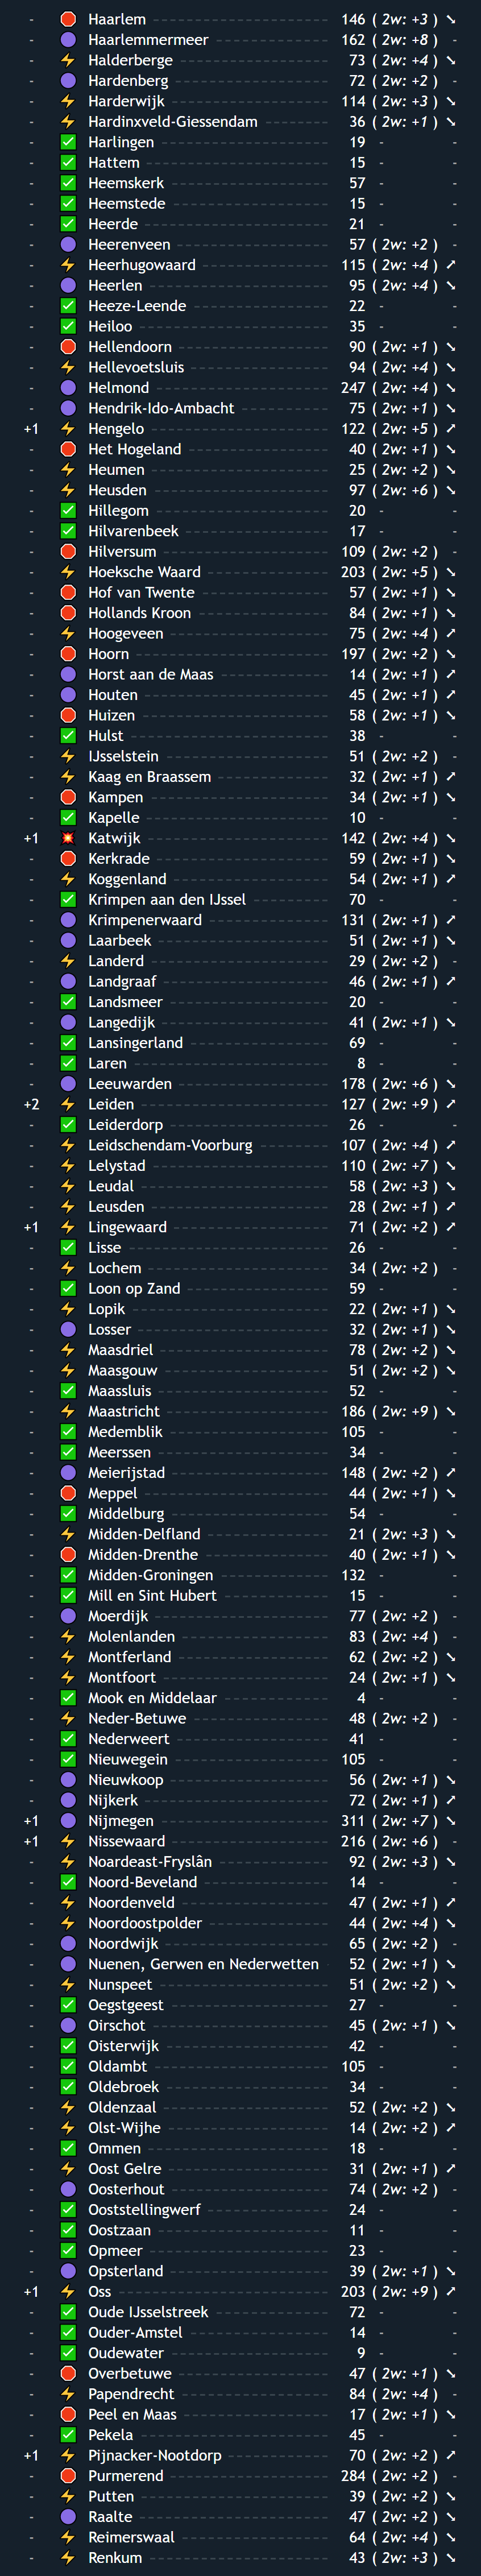 - Haarlem 146 ( 2w: +3 ) ↘
- Haarlemmermeer 162 ( 2w: +8 ) -
- Halderberge 73 ( 2w: +4 ) ↘
- Hardenberg 72 ( 2w: +2 ) -
- Harderwijk 114 ( 2w: +3 ) ↘
- Hardinxveld-Giessendam 36 ( 2w: +1 ) ↘
- Harlingen 19 - -
- Hattem 15 - -
- Heemskerk 57 - -
- Heemstede 15 - -
- Heerde 21 - -
- Heerenveen 57 ( 2w: +2 ) -
- Heerhugowaard 115 ( 2w: +4 ) ↗
- Heerlen 95 ( 2w: +4 ) ↘
- Heeze-Leende 22 - -
- Heiloo 35 - -
- Hellendoorn 90 ( 2w: +1 ) ↘
- Hellevoetsluis 94 ( 2w: +4 ) ↘
- Helmond 247 ( 2w: +4 ) ↘
- Hendrik-Ido-Ambacht 75 ( 2w: +1 ) ↘
+1 Hengelo 122 ( 2w: +5 ) ↗
- Het Hogeland 40 ( 2w: +1 ) ↘
- Heumen 25 ( 2w: +2 ) ↘
- Heusden 97 ( 2w: +6 ) ↘
- Hillegom 20 - -
- Hilvarenbeek 17 - -
- Hilversum 109 ( 2w: +2 ) -
- Hoeksche Waard 203 ( 2w: +5 ) ↘
- Hof van Twente 57 ( 2w: +1 ) ↘
- Hollands Kroon 84 ( 2w: +1 ) ↘
- Hoogeveen 75 ( 2w: +4 ) ↗
- Hoorn 197 ( 2w: +2 ) ↘
- Horst aan de Maas 14 ( 2w: +1 ) ↗
- Houten 45 ( 2w: +1 ) ↗
- Huizen 58 ( 2w: +1 ) ↘
- Hulst 38 - -
- IJsselstein 51 ( 2w: +2 ) -
- Kaag en Braassem 32 ( 2w: +1 ) ↗
- Kampen 34 ( 2w: +1 ) ↘
- Kapelle 10 - -
+1 Katwijk 142 ( 2w: +4 ) ↘
- Kerkrade 59 ( 2w: +1 ) ↘
- Koggenland 54 ( 2w: +1 ) ↗
- Krimpen aan den IJssel 70 - -
- Krimpenerwaard 131 ( 2w: +1 ) ↗
- Laarbeek 51 ( 2w: +1 ) ↘
- Landerd 29 ( 2w: +2 ) -
- Landgraaf 46 ( 2w: +1 ) ↗
- Landsmeer 20 - -
- Langedijk 41 ( 2w: +1 ) ↘
- Lansingerland 69 - -
- Laren 8 - -
- Leeuwarden 178 ( 2w: +6 ) ↘
+2 Leiden 127 ( 2w: +9 ) ↗
- Leiderdorp 26 - -
- Leidschendam-Voorburg 107 ( 2w: +4 ) ↗
- Lelystad 110 ( 2w: +7 ) ↘
- Leudal 58 ( 2w: +3 ) ↘
- Leusden 28 ( 2w: +1 ) ↗
+1 Lingewaard 71 ( 2w: +2 ) ↗
- Lisse 26 - -
- Lochem 34 ( 2w: +2 ) -
- Loon op Zand 59 - -
- Lopik 22 ( 2w: +1 ) ↘
- Losser 32 ( 2w: +1 ) ↘
- Maasdriel 78 ( 2w: +2 ) ↘
- Maasgouw 51 ( 2w: +2 ) ↘
- Maassluis 52 - -
- Maastricht 186 ( 2w: +9 ) ↘
- Medemblik 105 - -
- Meerssen 34 - -
- Meierijstad 148 ( 2w: +2 ) ↗
- Meppel 44 ( 2w: +1 ) ↘
- Middelburg 54 - -
- Midden-Delfland 21 ( 2w: +3 ) ↘
- Midden-Drenthe 40 ( 2w: +1 ) ↘
- Midden-Groningen 132 - -
- Mill en Sint Hubert 15 - -
- Moerdijk 77 ( 2w: +2 ) -
- Molenlanden 83 ( 2w: +4 ) -
- Montferland 62 ( 2w: +2 ) ↘
- Montfoort 24 ( 2w: +1 ) ↘
- Mook en Middelaar 4 - -
- Neder-Betuwe 48 ( 2w: +2 ) -
- Nederweert 41 - -
- Nieuwegein 105 - -
- Nieuwkoop 56 ( 2w: +1 ) ↘
- Nijkerk 72 ( 2w: +1 ) ↗
+1 Nijmegen 311 ( 2w: +7 ) ↘
+1 Nissewaard 216 ( 2w: +6 ) -
- Noardeast-Fryslân 92 ( 2w: +3 ) ↘
- Noord-Beveland 14 - -
- Noordenveld 47 ( 2w: +1 ) ↗
- Noordoostpolder 44 ( 2w: +4 ) ↘
- Noordwijk 65 ( 2w: +2 ) -
- Nuenen, Gerwen en Nederwetten 52 ( 2w: +1 ) ↘
- Nunspeet 51 ( 2w: +2 ) ↘
- Oegstgeest 27 - -
- Oirschot 45 ( 2w: +1 ) ↘
- Oisterwijk 42 - -
- Oldambt 105 - -
- Oldebroek 34 - -
- Oldenzaal 52 ( 2w: +2 ) ↘
- Olst-Wijhe 14 ( 2w: +2 ) ↗
- Ommen 18 - -
- Oost Gelre 31 ( 2w: +1 ) ↗
- Oosterhout 74 ( 2w: +2 ) -
- Ooststellingwerf 24 - -
- Oostzaan 11 - -
- Opmeer 23 - -
- Opsterland 39 ( 2w: +1 ) ↘
+1 Oss 203 ( 2w: +9 ) ↗
- Oude IJsselstreek 72 - -
- Ouder-Amstel 14 - -
- Oudewater 9 - -
- Overbetuwe 47 ( 2w: +1 ) ↘
- Papendrecht 84 ( 2w: +4 ) -
- Peel en Maas 17 ( 2w: +1 ) ↘
- Pekela 45 - -
+1 Pijnacker-Nootdorp 70 ( 2w: +2 ) ↗
- Purmerend 284 ( 2w: +2 ) -
- Putten 39 ( 2w: +2 ) ↘
- Raalte 47 ( 2w: +2 ) ↘
- Reimerswaal 64 ( 2w: +4 ) ↘
- Renkum 43 ( 2w: +3 ) ↘